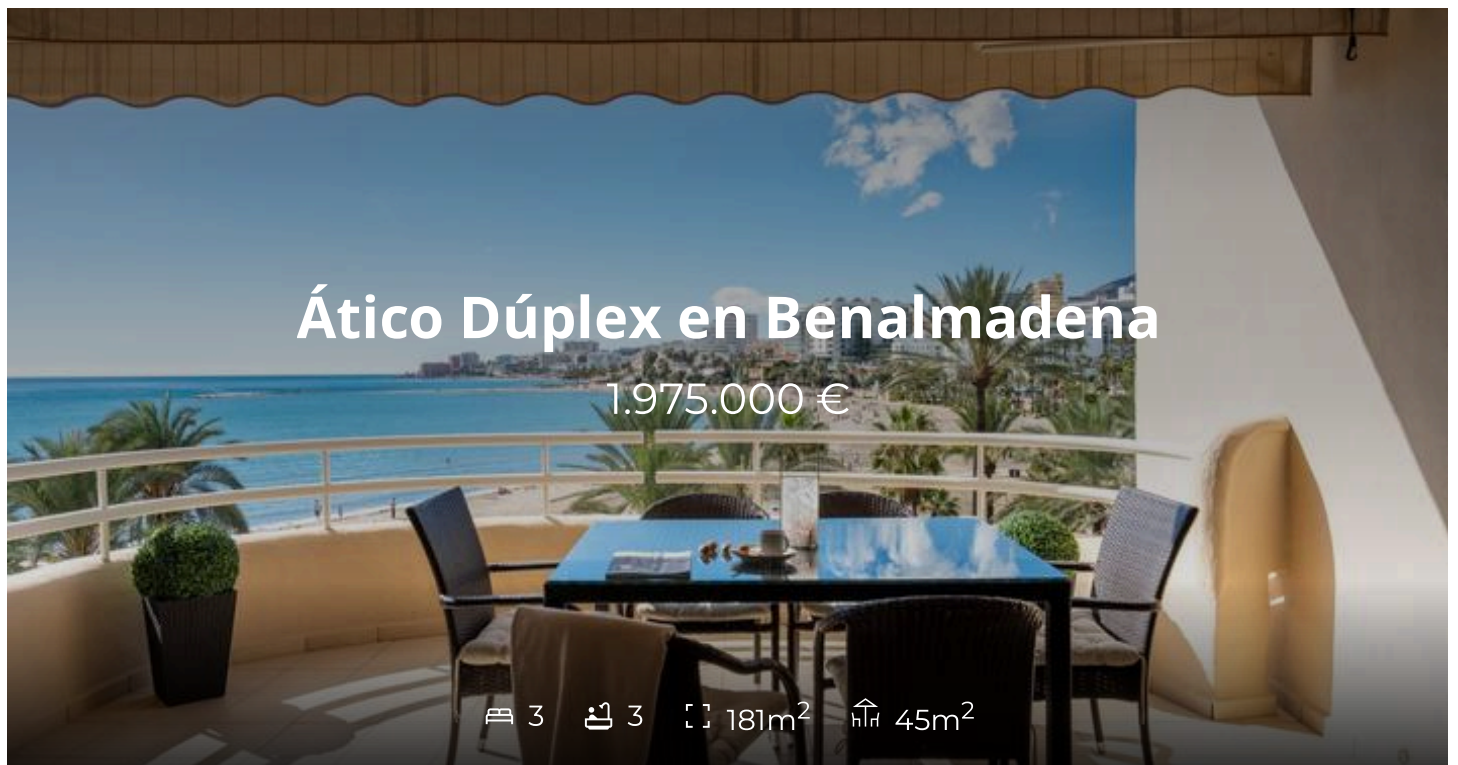 Ático Dúplex en Benalmadena
1.975.000 €
3 3 181m² 45m²